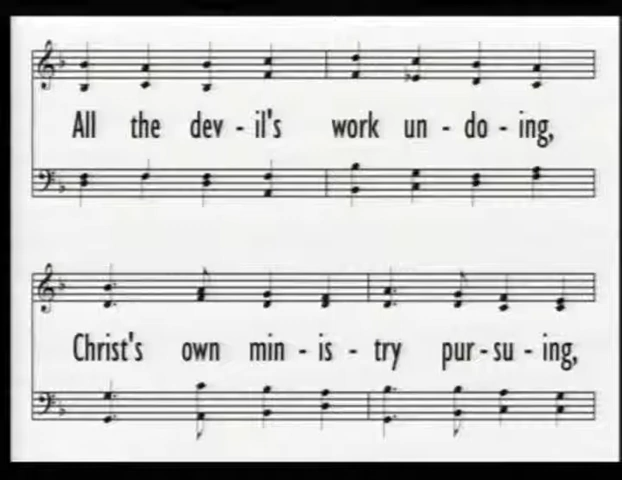 All the dev - il's work un - do - ing,
Christ's own min - is - try pur - su - ing,